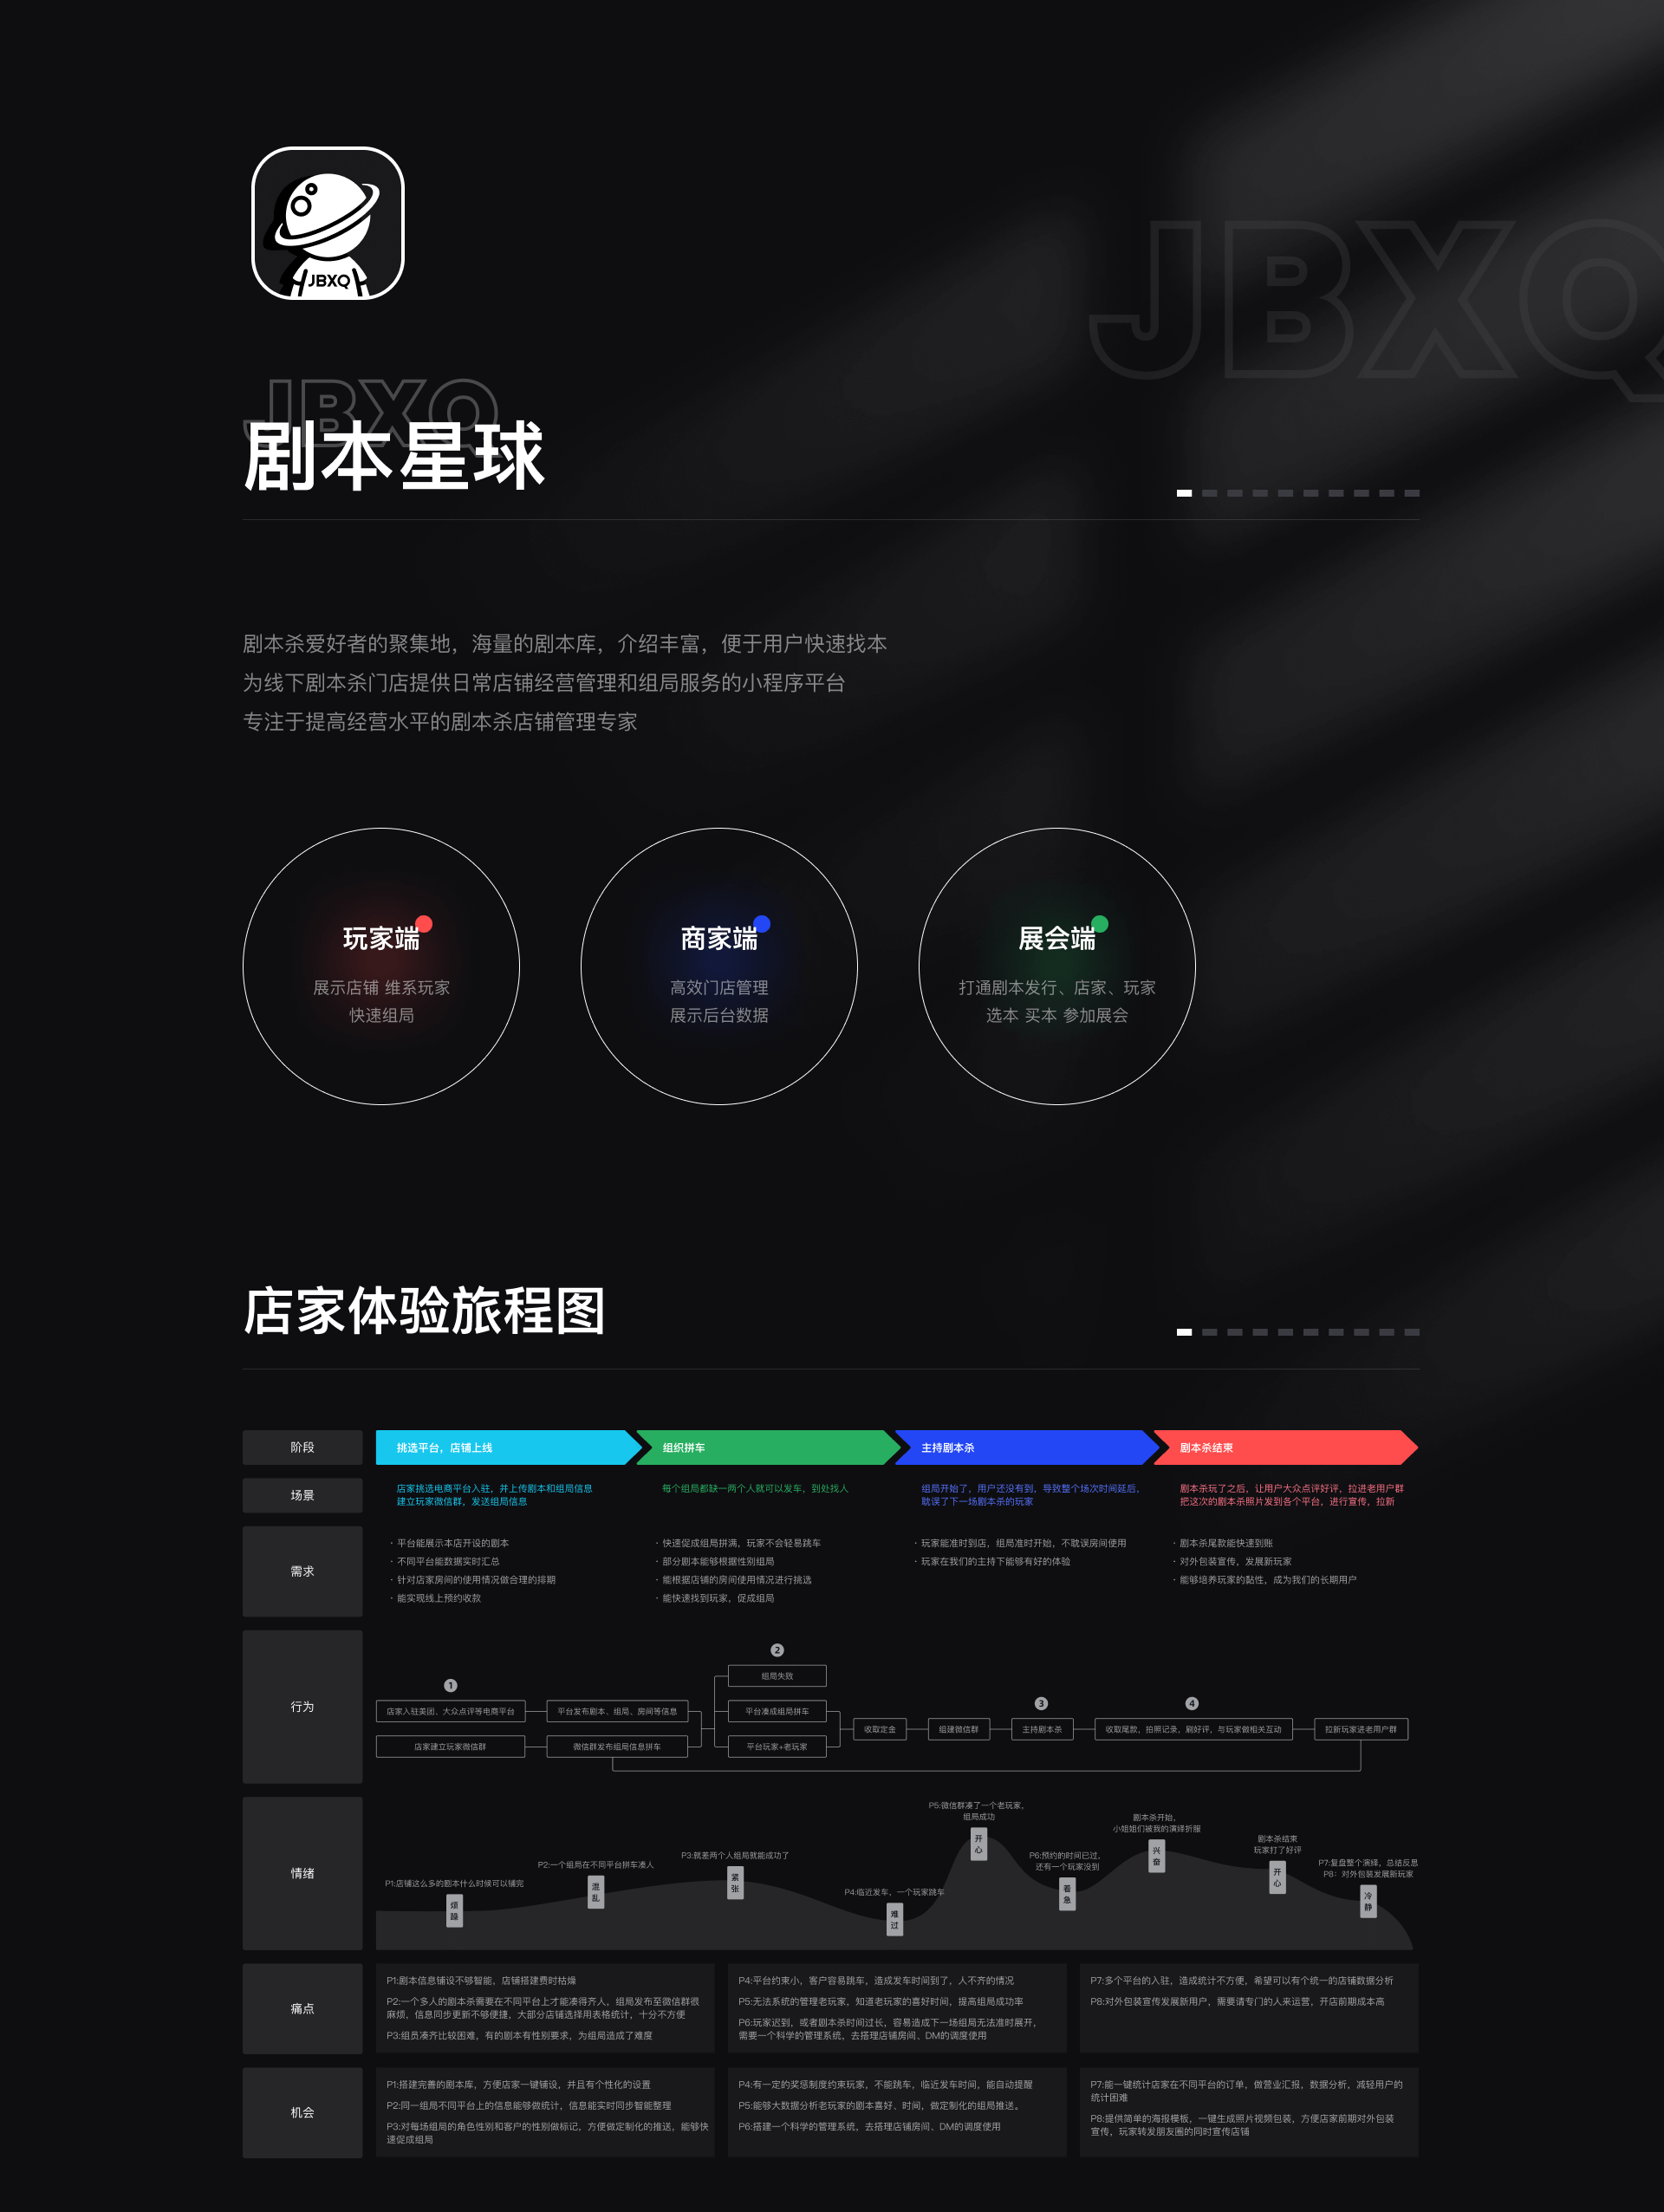 JBXQ
JBXQ
JBXQ
剧本星球
剧本杀爱好者的聚集地，海量的剧本库，介绍丰富，便于用户快速找本
为线下剧本杀门店提供日常店铺经营管理和组局服务的小程序平台
专注于提高经营水平的剧本杀店铺管理专家
玩家端
展示店铺 维系玩家
快速组局
商家端
高效门店管理
展示后台数据
展会端
打通剧本发行、店家、玩家
选本 买本 参加展会
店家体验旅程图
阶段
挑选平台，店铺上线
组织拼车
主持剧本杀
剧本杀结束
场景
店家挑选电商平台入驻，并上传剧本和组局信息
建立玩家微信群，发送组局信息
每个组局都缺一两个人就可以发车，到处找人
组局开始了，用户还没有到，导致整个场次时间延后，
耽误了下一场剧本杀的玩家
剧本杀玩了之后，让用户大众点评好评，拉进老用户群
把这次的剧本杀照片发到各个平台，进行宣传，拉新
需求
· 平台能展示本店开设的剧本
· 不同平台能数据实时汇总
· 针对店家房间的使用情况做合理的排期
· 能实现线上预约收款
· 快速促成组局拼满，玩家不会轻易跳车
· 部分剧本能够根据性别组局
· 能根据店铺的房间使用情况进行挑选
· 能快速找到玩家，促成组局
· 玩家能准时到店，组局准时开始，不耽误房间使用
· 玩家在我们的主持下能够有好的体验
· 剧本杀尾款能快速到账
· 对外包装宣传，发展新玩家
· 能够培养玩家的黏性，成为我们的长期用户
行为
1
店家入驻美团、大众点评等电商平台
店家建立玩家微信群
平台发布剧本、组局、房间等信息
微信群发布组局信息拼车
2
组局失败
平台凑成组局拼车
平台玩家+老玩家
收取定金
组建微信群
3
主持剧本杀
4
收取尾款，拍照记录，刷好评，与玩家做相关互动
拉新玩家进老用户群
情绪
P1:店铺这么多的剧本什么时候可以铺完
烦躁
P2:一个组局在不同平台拼车凑人
混乱
P3:就差两个人组局就能成功了
紧张
P4:临近发车，一个玩家跳车
难过
P5:微信群凑了一个老玩家，
组局成功
开心
P6:预约的时间已过，
还有一个玩家没到
着急
剧本杀开始，
小姐姐们被我的演绎折服
兴奋
剧本杀结束
玩家打了好评
开心
P7:复盘整个演绎，总结反思
P8：对外包装发展新玩家
冷静
痛点
P1:剧本信息铺设不够智能，店铺搭建费时枯燥
P2:一个多人的剧本杀需要在不同平台上才能凑得齐人，组局发布至微信群很
麻烦，信息同步更新不够便捷，大部分店铺选择用表格统计，十分不方便
P3:组员凑齐比较困难，有的剧本有性别要求，为组局造成了难度
P4:平台约束小，客户容易跳车，造成发车时间到了，人不齐的情况
P5:无法系统的管理老玩家，知道老玩家的喜好时间，提高组局成功率
P6:玩家迟到，或者剧本杀时间过长，容易造成下一场组局无法准时展开，
需要一个科学的管理系统，去搭理店铺房间、DM的调度使用
P7:多个平台的入驻，造成统计不方便，希望可以有个统一的店铺数据分析
P8:对外包装宣传发展新用户，需要请专门的人来运营，开店前期成本高
机会
P1:搭建完善的剧本库，方便店家一键铺设，并且有个性化的设置
P2:同一组局不同平台上的信息能够做统计，信息能实时同步智能整理
P3:对每场组局的角色性别和客户的性别做标记，方便做定制化的推送，能够快
速促成组局
P4:有一定的奖惩制度约束玩家，不能跳车，临近发车时间，能自动提醒
P5:能够大数据分析老玩家的剧本喜好、时间，做定制化的组局推送。
P6:搭建一个科学的管理系统，去搭理店铺房间、DM的调度使用
P7:能一键统计店家在不同平台的订单，做营业汇报，数据分析，减轻用户的
统计困难
P8:提供简单的海报模板，一键生成照片视频包装，方便店家前期对外包装
宣传，玩家转发朋友圈的同时宣传店铺